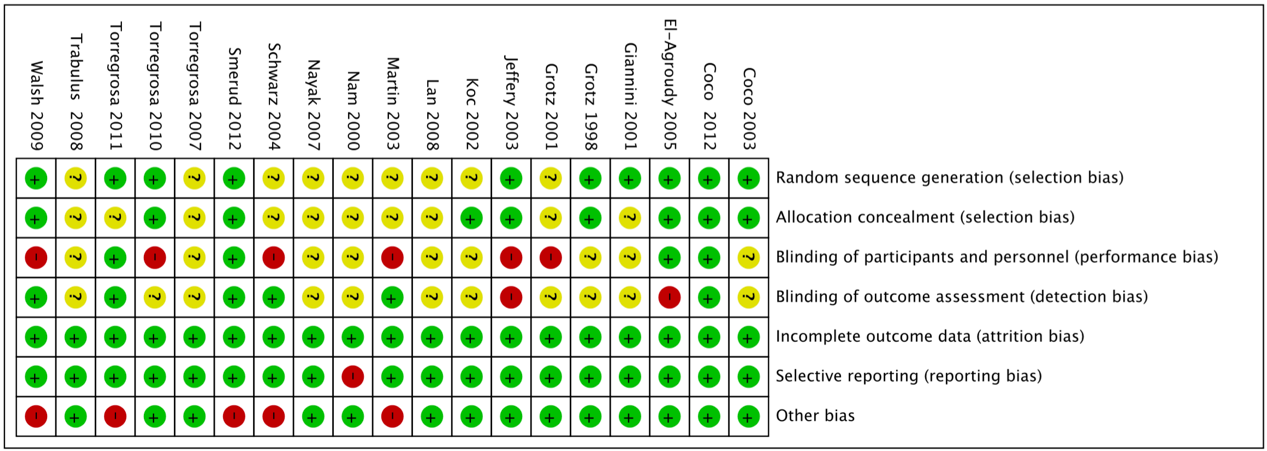 Walsh 2009
Trabulus 2008
Torregrosa 2011
Torregrosa 2010
Torregrosa 2007
Smerud 2012
Schwarz 2004
Nayak 2007
Nam 2000
Martin 2003
Lan 2008
Koc 2002
Jeffery 2003
Grotz 2001
Grotz 1998
Giannini 2001
El-Agroudy 2005
Coco 2012
Coco 2003
+ ? + + ? + ? ? ? ? ? ? + ? + + + + + Random sequence generation (selection bias)
+ ? ? + ? + ? ? ? ? ? + + ? + ? + + + Allocation concealment (selection bias)
– ? + – ? + – ? ? – ? ? – – ? ? + + ? Blinding of participants and personnel (performance bias)
+ ? + ? ? + + ? ? + ? ? – ? ? ? – + ? Blinding of outcome assessment (detection bias)
+ + + + + + + + + + + + + + + + + + + Incomplete outcome data (attrition bias)
+ + + + + + + + – + + + + + + + + + + Selective reporting (reporting bias)
– + – + + – – + + – + + + + + + + + + Other bias